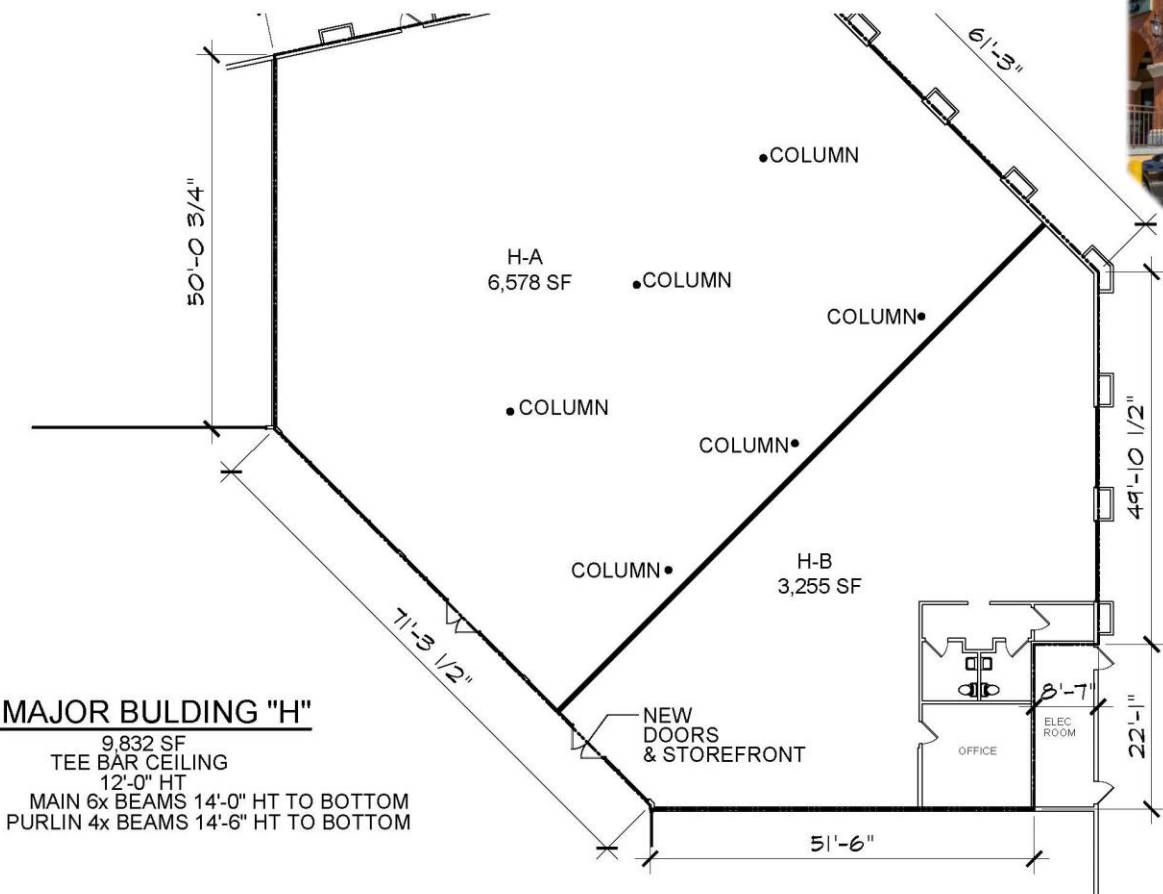 61'-3"
COLUMN
50'-0 3/4"
H-A
6,578 SF
COLUMN
COLUMN
COLUMN
COLUMN
49'-10 1/2"
H-B
3,255 SF
COLUMN
71'-3 1/2"
8'-7"
MAJOR BULDING "H"
9,832 SF
TEE BAR CEILING
12'-0" HT
MAIN 6x BEAMS 14'-0" HT TO BOTTOM
PURLIN 4x BEAMS 14'-6" HT TO BOTTOM
NEW
DOORS
& STOREFRONT
OFFICE
ELEC
ROOM
22'-1"
51'-6"